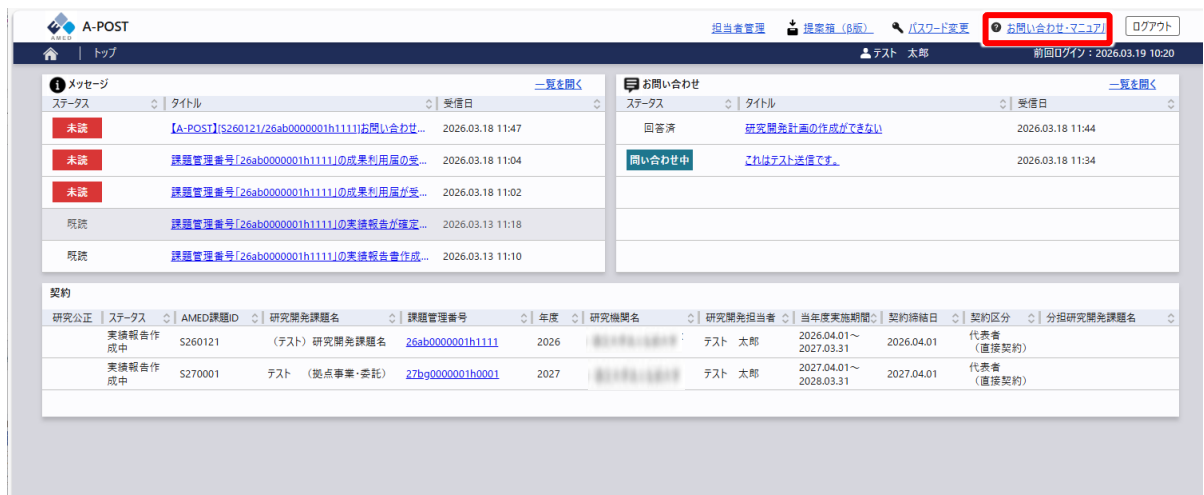 AMED A-POST 担当者管理 提案箱（β版） パスワード変更 お問い合わせ・マニュアル ログアウト
トップ テスト 太郎 前回ログイン：2026.03.19 10:20
メッセージ 一覧を開く
ステータス タイトル 受信日
未読 【A-POST】[S260121/26ab0000001h1111]お問い合わせ... 2026.03.18 11:47
未読 課題管理番号「26ab0000001h1111」の成果利用届の受... 2026.03.18 11:04
未読 課題管理番号「26ab0000001h1111」の成果利用届が受... 2026.03.18 11:02
既読 課題管理番号「26ab0000001h1111」の実績報告が確定... 2026.03.13 11:18
既読 課題管理番号「26ab0000001h1111」の実績報告書作成... 2026.03.13 11:10
お問い合わせ 一覧を開く
ステータス タイトル 受信日
回答済 研究開発計画の作成ができない 2026.03.18 11:44
問い合わせ中 これはテスト送信です。 2026.03.18 11:34
契約
研究公正 ステータス AMED課題ID 研究開発課題名 課題管理番号 年度 研究機関名 研究開発担当者 当年度実施期間 契約締結日 契約区分 分担研究開発課題名
実績報告作成中 S260121 （テスト）研究開発課題名 26ab0000001h1111 2026 テスト 太郎 2026.04.01～2027.03.31 2026.04.01 代表者（直接契約）
実績報告作成中 S270001 テスト （拠点事業・委託） 27bg0000001h0001 2027 テスト 太郎 2027.04.01～2028.03.31 2027.04.01 代表者（直接契約）